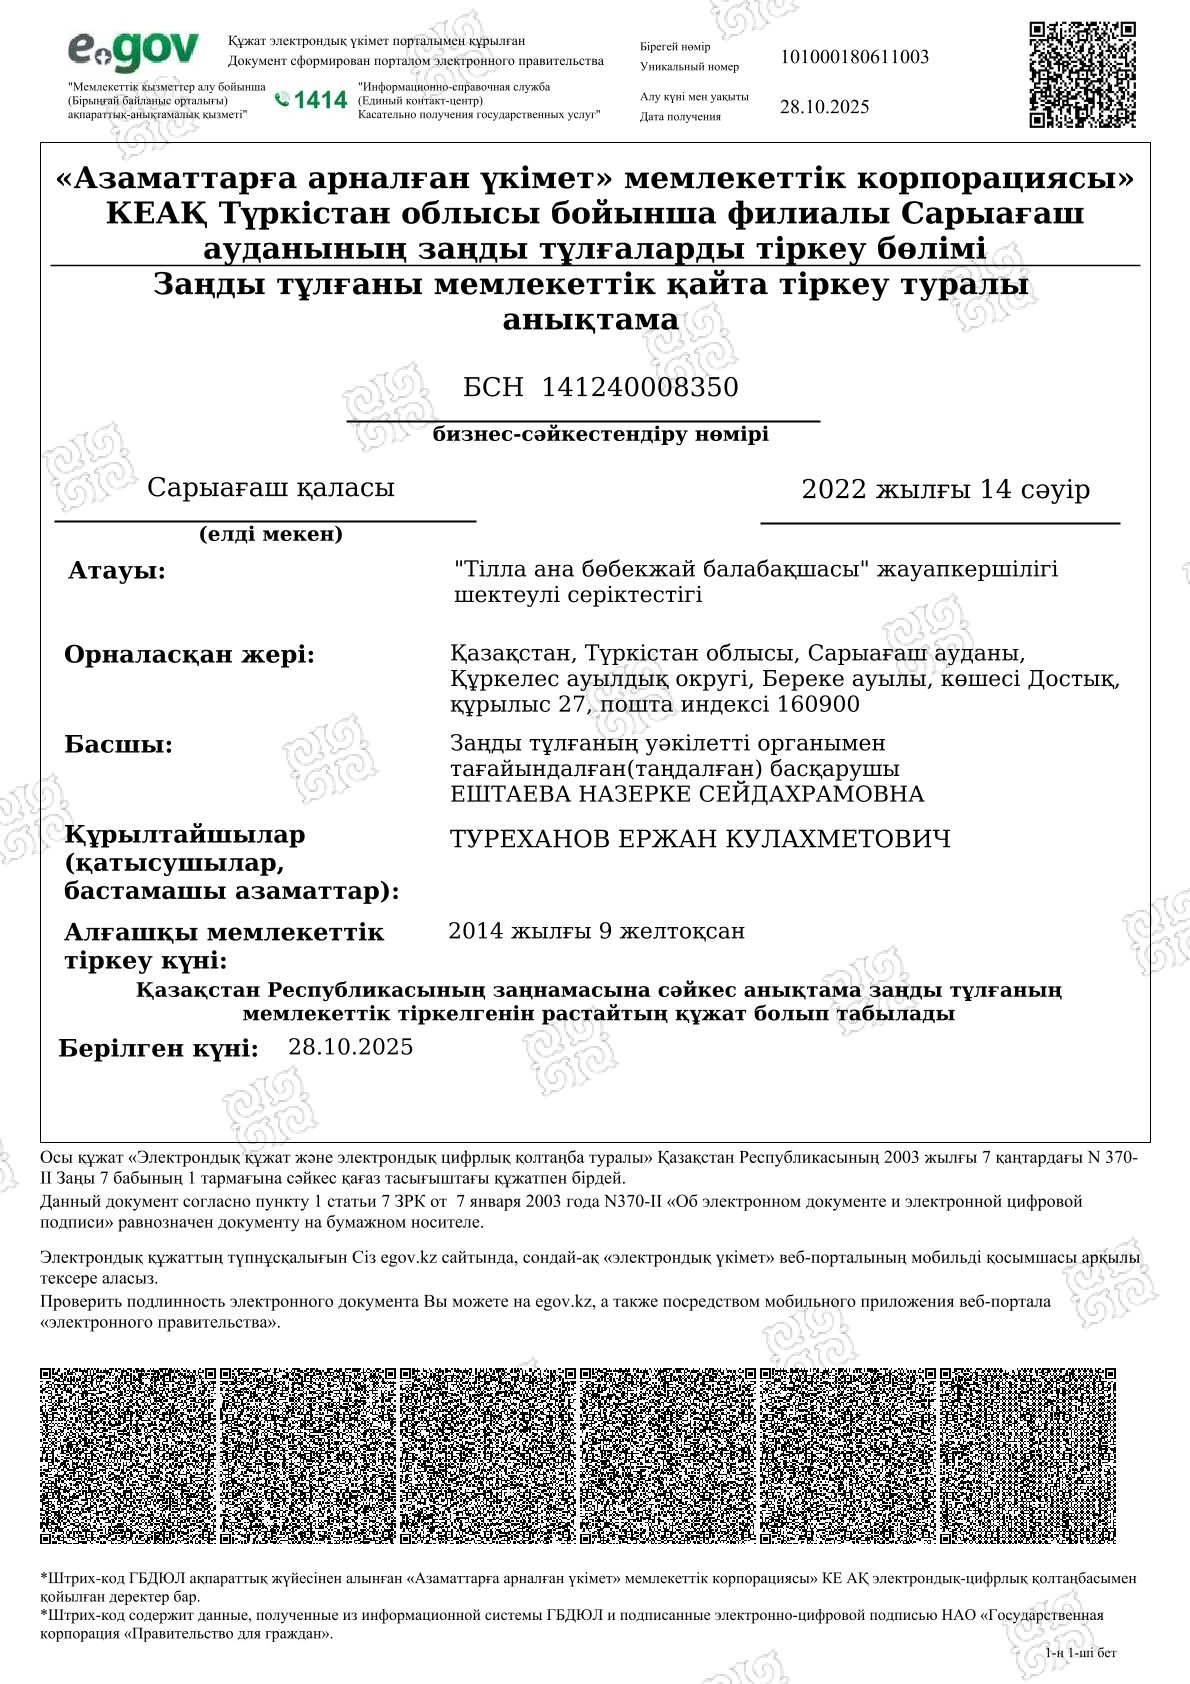 e.gov
Құжат электрондық үкімет порталымен құрылған
Документ сформирован порталом электронного правительства
"Мемлекеттік қызметтер алу бойынша
(Бірыңғай байланыс орталығы)
ақпараттық-анықтамалық қызметі"
1414
"Информационно-справочная служба
(Единый контакт-центр)
Касательно получения государственных услуг"
Бірегей нөмір
Уникальный номер
101000180611003
Алу күні мен уақыты
Дата получения
28.10.2025
«Азаматтарға арналған үкімет» мемлекеттік корпорациясы»
КЕАҚ Түркістан облысы бойынша филиалы Сарыағаш
ауданының заңды тұлғаларды тіркеу бөлімі
Заңды тұлғаны мемлекеттік қайта тіркеу туралы
анықтама
БСН 141240008350
бизнес-сәйкестендіру нөмірі
Сарыағаш қаласы
(елді мекен)
2022 жылғы 14 сәуір
Атауы:
"Тілла ана бөбекжай балабақшасы" жауапкершілігі
шектеулі серіктестігі
Орналасқан жері:
Қазақстан, Түркістан облысы, Сарыағаш ауданы,
Құркелес ауылдық округі, Береке ауылы, көшесі Достық,
құрылыс 27, пошта индексі 160900
Басшы:
Заңды тұлғаның уәкілетті органымен
тағайындалған(таңдалған) басқарушы
ЕШТАЕВА НАЗЕРКЕ СЕЙДАХРАМОВНА
Құрылтайшылар
(қатысушылар,
бастамашы азаматтар):
ТУРЕХАНОВ ЕРЖАН КУЛАХМЕТОВИЧ
Алғашқы мемлекеттік
тіркеу күні:
2014 жылғы 9 желтоқсан
Қазақстан Республикасының заңнамасына сәйкес анықтама заңды тұлғаның
мемлекеттік тіркелгенін растайтың құжат болып табылады
Берілген күні: 28.10.2025
Осы құжат «Электрондық құжат және электрондық цифрлық қолтаңба туралы» Қазақстан Республикасының 2003 жылғы 7 қаңтардағы N 370-
II Заңы 7 бабының 1 тармағына сәйкес қағаз тасығыштағы құжатпен бірдей.
Данный документ согласно пункту 1 статьи 7 ЗРК от 7 января 2003 года N370-II «Об электронном документе и электронной цифровой
подписи» равнозначен документу на бумажном носителе.
Электрондық құжаттың түпнұсқалығын Сіз egov.kz сайтында, сондай-ақ «электрондық үкімет» веб-порталының мобильді қосымшасы арқылы
тексере аласыз.
Проверить подлинность электронного документа Вы можете на egov.kz, а также посредством мобильного приложения веб-портала
«электронного правительства».
*Штрих-код ГБДЮЛ ақпараттық жүйесінен алынған «Азаматтарға арналған үкімет» мемлекеттік корпорациясы» КЕ АҚ электрондық-цифрлық қолтаңбасымен
қойылған деректер бар.
*Штрих-код содержит данные, полученные из информационной системы ГБДЮЛ и подписанные электронно-цифровой подписью НАО «Государственная
корпорация «Правительство для граждан».
1-ң 1-ші бет